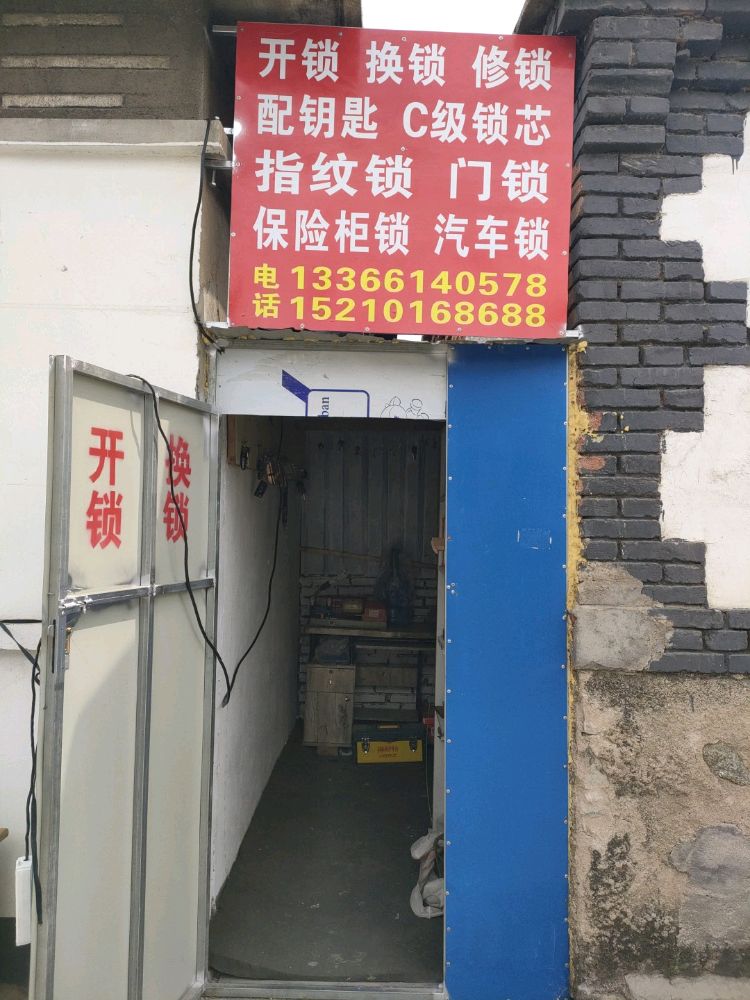 开锁 换锁 修锁
配钥匙 C级锁芯
指纹锁 门锁
保险柜锁 汽车锁
电话 13366140578
15210168688
ban
开锁
换锁